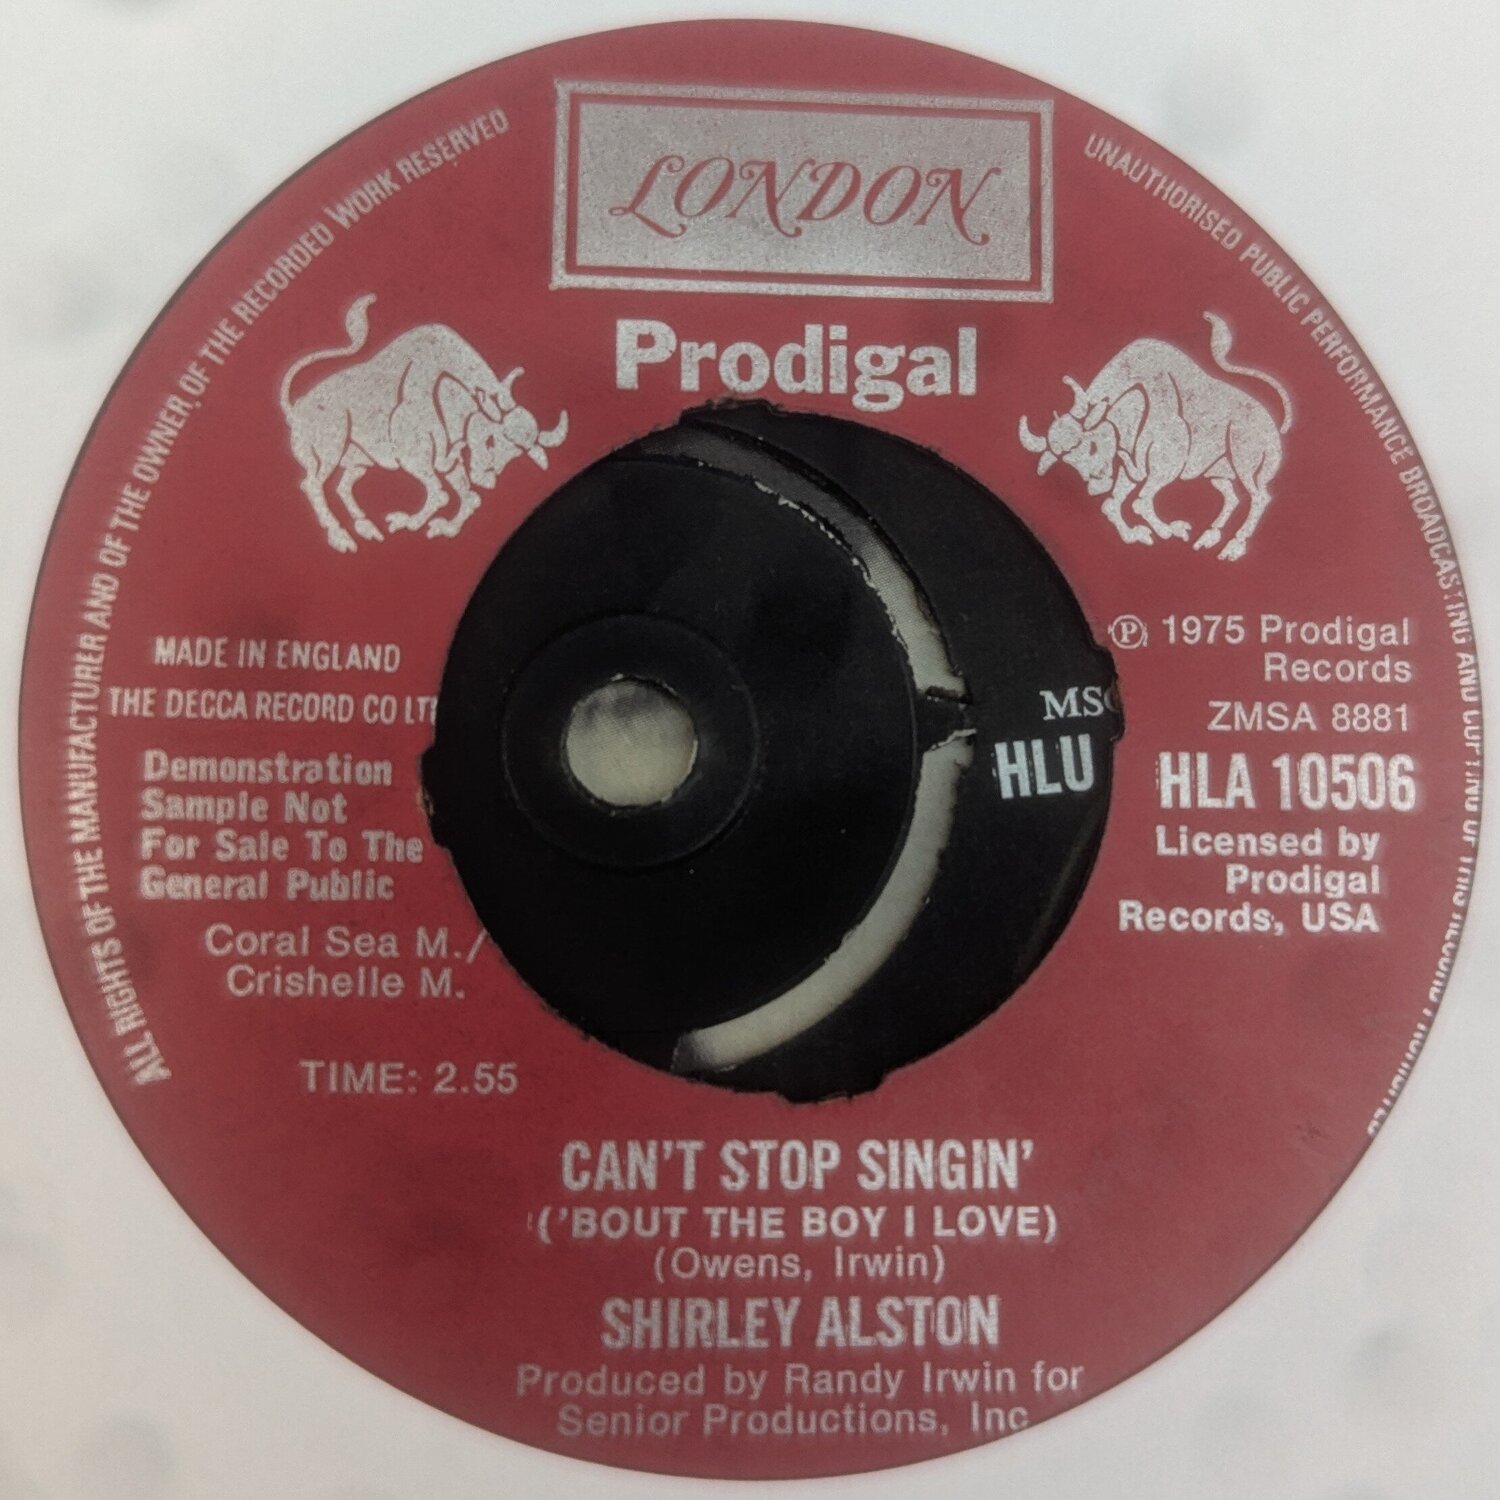 LONDON
Prodigal
ALL RIGHTS OF THE MANUFACTURER AND OF THE OWNER OF THE RECORDED WORK RESERVED
UNAUTHORISED PUBLIC PERFORMANCE BROADCASTING AND COPYING OF THIS RECORD PROHIBITED
MADE IN ENGLAND
THE DECCA RECORD CO LT
Demonstration
Sample Not
For Sale To The
General Public
Coral Sea M./
Crishelle M.
TIME: 2.55
MS
HLU
℗ 1975 Prodigal
Records
ZMSA 8881
HLA 10506
Licensed by
Prodigal
Records, USA
CAN'T STOP SINGIN'
('BOUT THE BOY I LOVE)
(Owens, Irwin)
SHIRLEY ALSTON
Produced by Randy Irwin for
Senior Productions, Inc